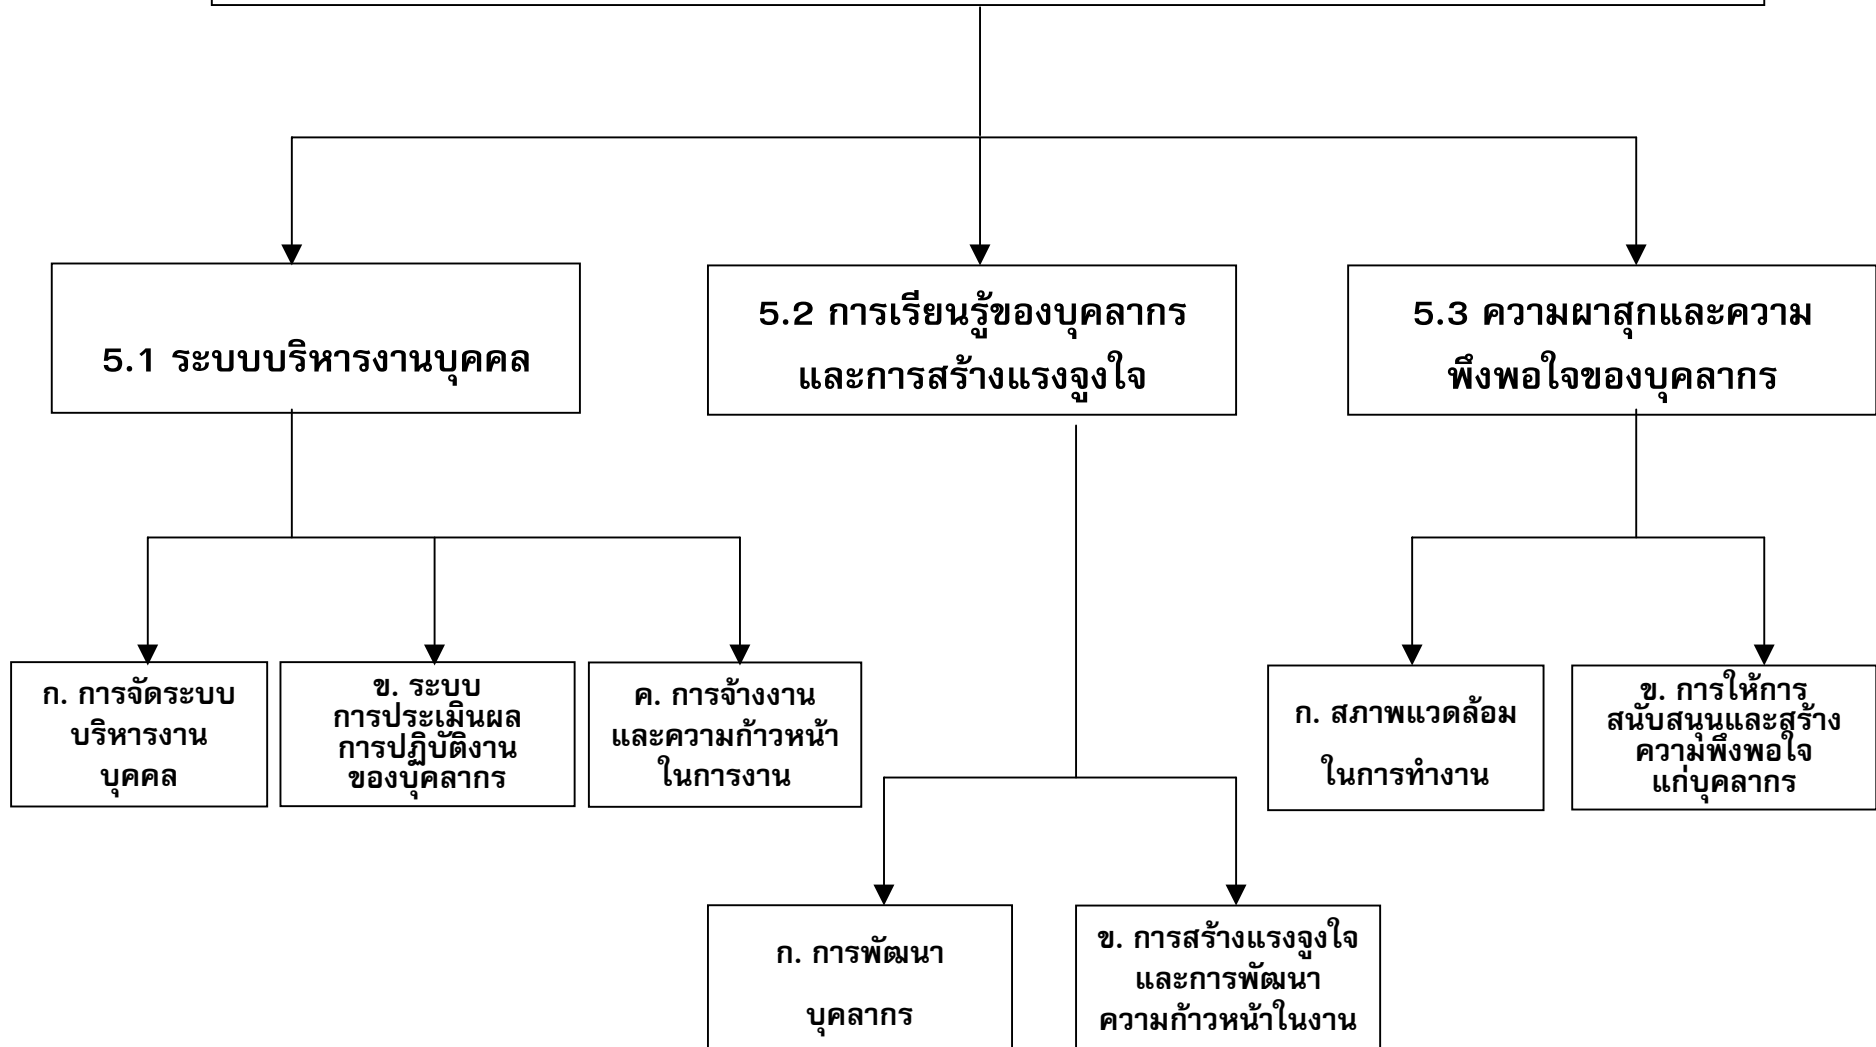 5.1 ระบบบริหารงานบุคคล
5.2 การเรียนรู้ของบุคลากร
และการสร้างแรงจูงใจ
5.3 ความผาสุกและความ
พึงพอใจของบุคลากร
ก. การจัดระบบ
บริหารงาน
บุคคล
ข. ระบบ
การประเมินผล
การปฏิบัติงาน
ของบุคลากร
ค. การจ้างงาน
และความก้าวหน้า
ในการงาน
ก. สภาพแวดล้อม
ในการทำงาน
ข. การให้การ
สนับสนุนและสร้าง
ความพึงพอใจ
แก่บุคลากร
ก. การพัฒนา
บุคลากร
ข. การสร้างแรงจูงใจ
และการพัฒนา
ความก้าวหน้าในงาน